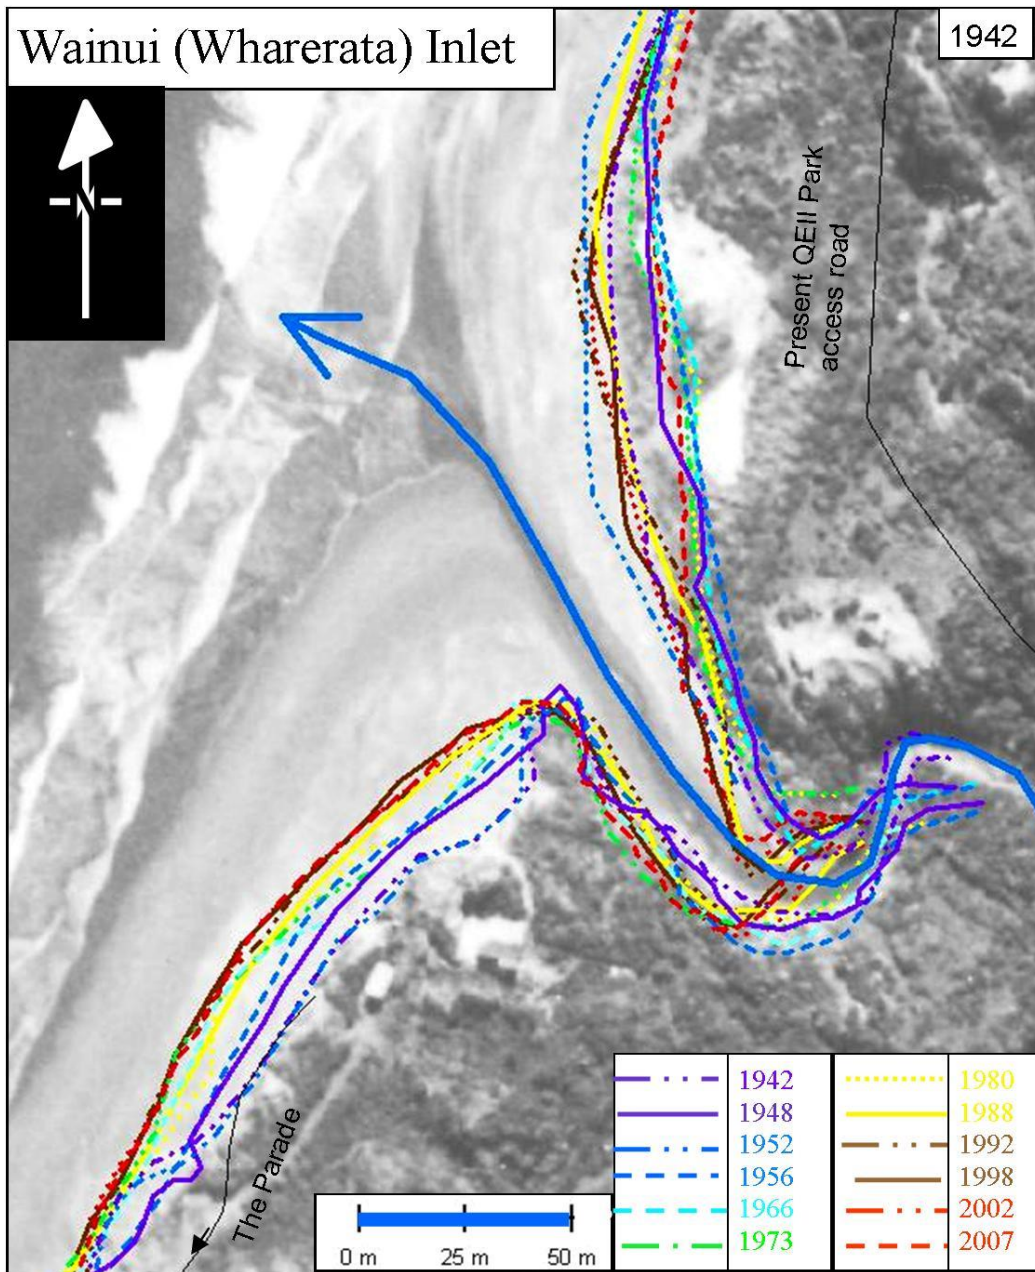 Wainui (Wharerata) Inlet
1942
N
Present QEII Park
access road
The Parade
0 m 25 m 50 m
1942
1948
1952
1956
1966
1973
1980
1988
1992
1998
2002
2007